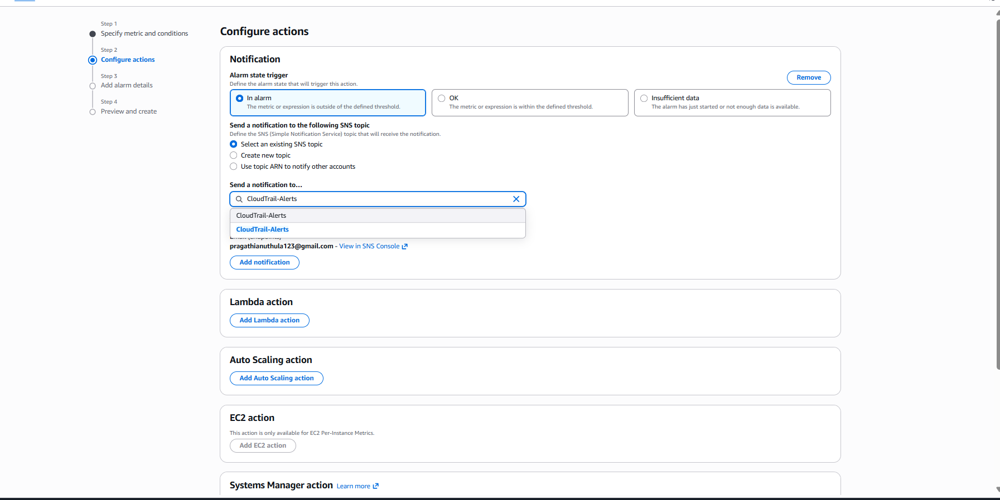 Step 1
Specify metric and conditions
Step 2
Configure actions
Step 3
Add alarm details
Step 4
Preview and create
Configure actions
Notification
Alarm state trigger
Define the alarm state that will trigger this action.
Remove
In alarm
The metric or expression is outside of the defined threshold.
OK
The metric or expression is within the defined threshold.
Insufficient data
The alarm has just started or not enough data is available.
Send a notification to the following SNS topic
Define the SNS (Simple Notification Service) topic that will receive the notification.
Select an existing SNS topic
Create new topic
Use topic ARN to notify other accounts
Send a notification to...
CloudTrail-Alerts
CloudTrail-Alerts
CloudTrail-Alerts
Email (endpoints)
pragathianuthula123@gmail.com - View in SNS Console
Add notification
Lambda action
Add Lambda action
Auto Scaling action
Add Auto Scaling action
EC2 action
This action is only available for EC2 Per-Instance Metrics.
Add EC2 action
Systems Manager action Learn more